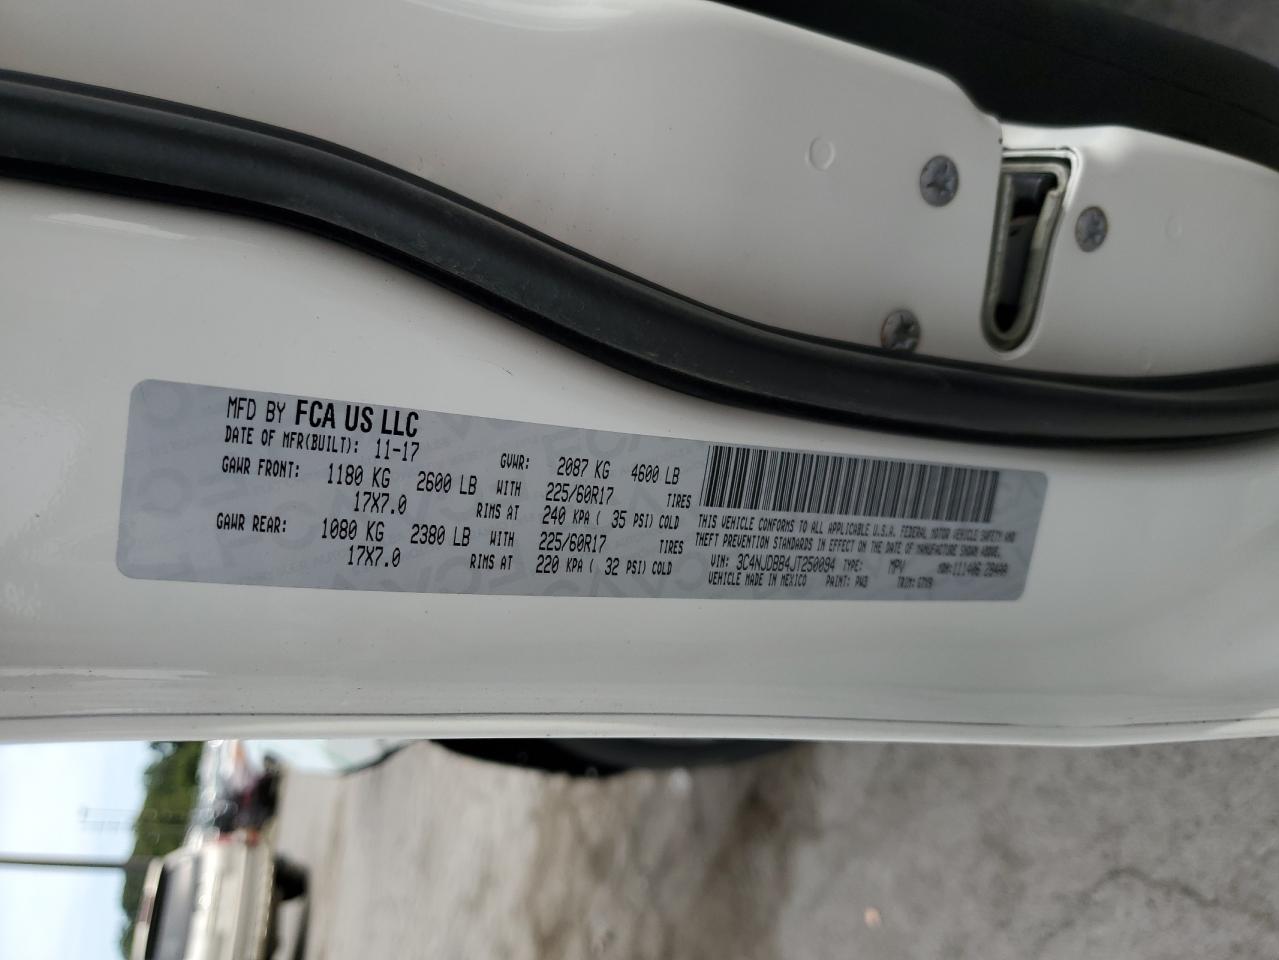 MFD BY FCA US LLC
DATE OF MFR(BUILT): 11-17 GVWR: 2087 KG 4600 LB
GAWR FRONT: 1180 KG 2600 LB WITH 225/60R17 TIRES
17X7.0 RIMS AT 240 KPA ( 35 PSI) COLD
GAWR REAR: 1080 KG 2380 LB WITH 225/60R17 TIRES
17X7.0 RIMS AT 220 KPA ( 32 PSI) COLD
THIS VEHICLE CONFORMS TO ALL APPLICABLE U.S.A. FEDERAL MOTOR VEHICLE SAFETY AND
THEFT PREVENTION STANDARDS IN EFFECT ON THE DATE OF MANUFACTURE SHOWN ABOVE.
VIN: 3C4NJDBB4JT250094 TYPE: MPV
VEHICLE MADE IN MEXICO PAINT: PW3 TRIM: